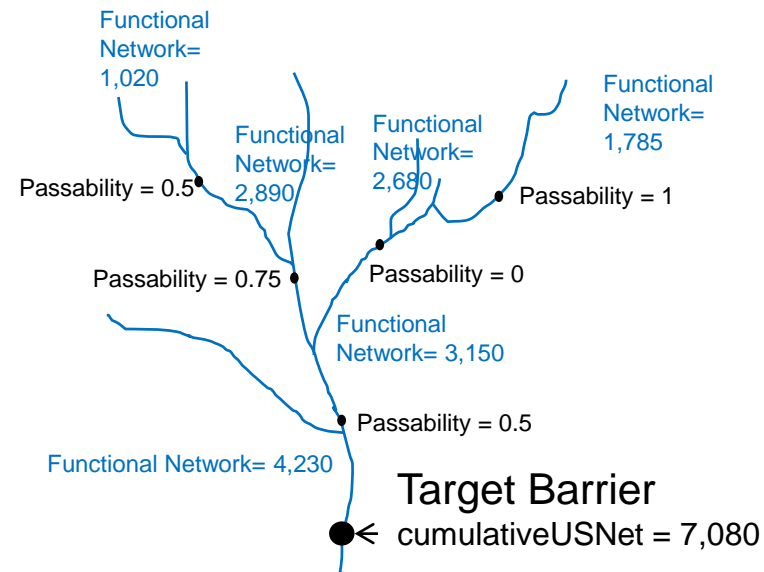 Functional
Network=
1,020
Functional
Network=
2,890
Functional
Network=
2,680
Functional
Network=
1,785
Passability = 0.5
Passability = 1
Passability = 0.75
Passability = 0
Functional
Network= 3,150
Passability = 0.5
Functional Network= 4,230
Target Barrier
cumulativeUSNet = 7,080